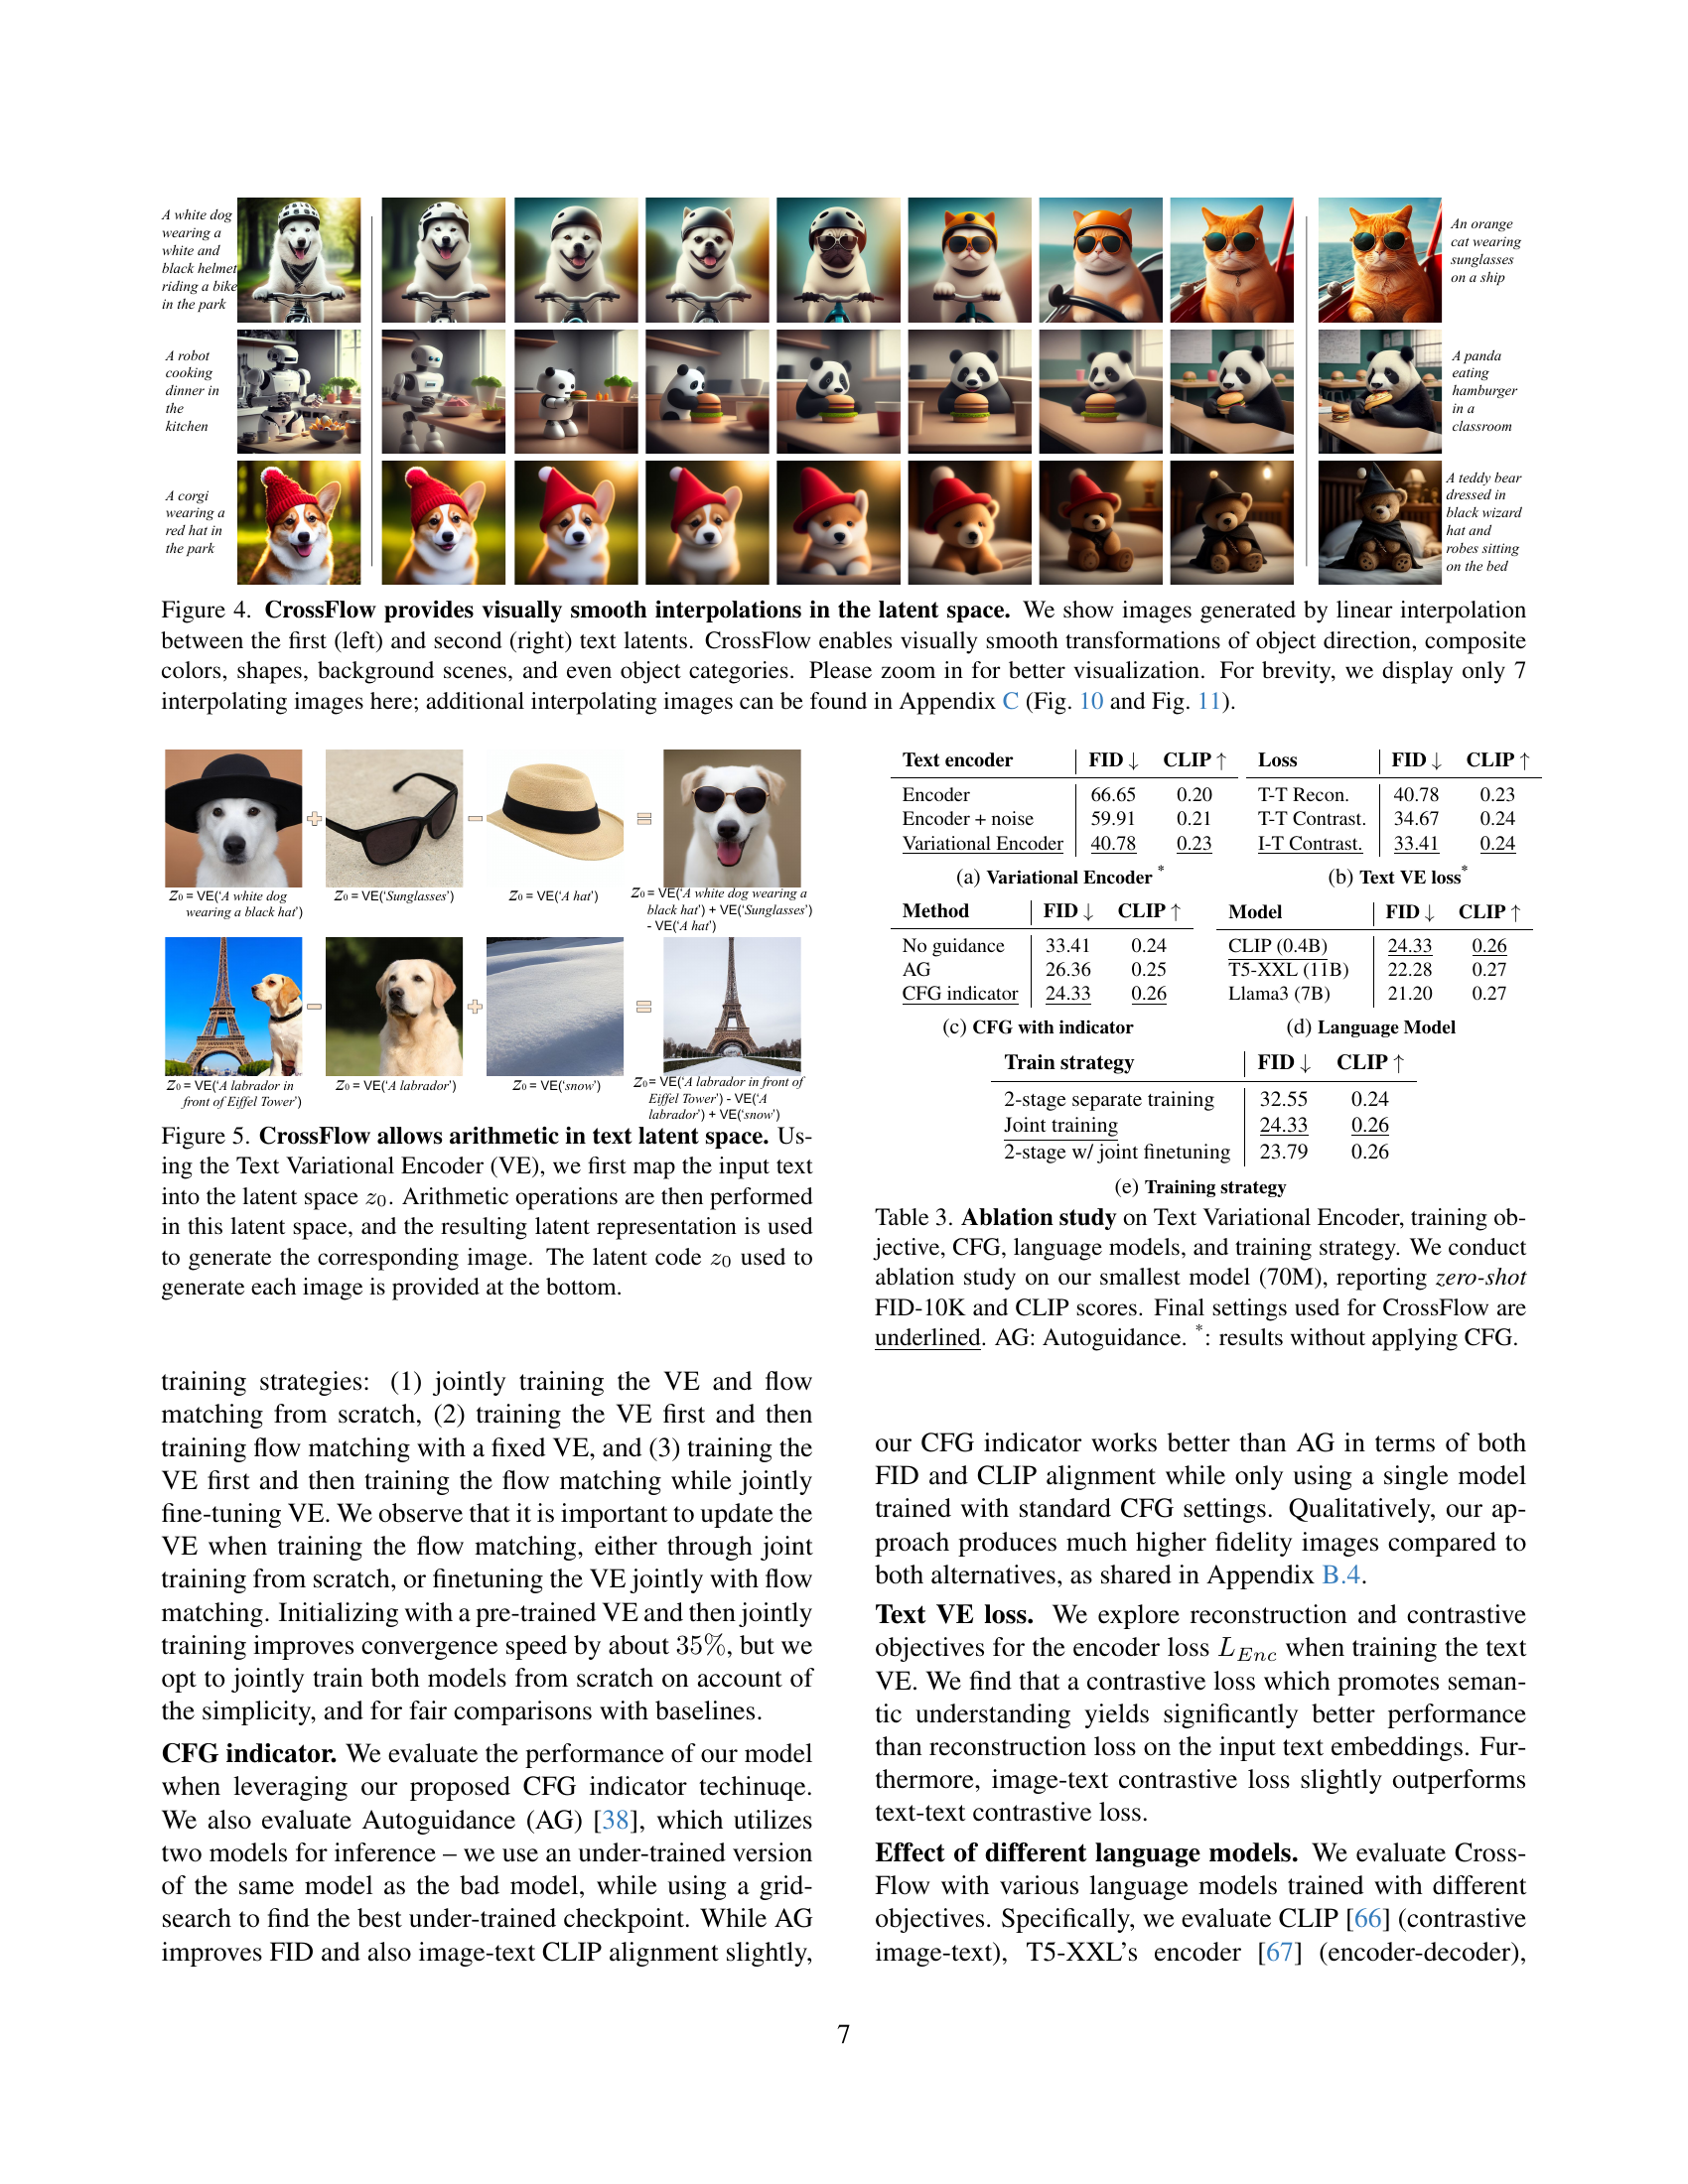 A white dog
wearing a
white and
black helmet
riding a bike
in the park
An orange
cat wearing
sunglasses
on a ship
A robot
cooking
dinner in
the
kitchen
A panda
eating
hamburger
in a
classroom
A corgi
wearing a
red hat in
the park
A teddy bear
dressed in
black wizard
hat and
robes sitting
on the bed
Figure 4. CrossFlow provides visually smooth interpolations in the latent space. We show images generated by linear interpolation
between the first (left) and second (right) text latents. CrossFlow enables visually smooth transformations of object direction, composite
colors, shapes, background scenes, and even object categories. Please zoom in for better visualization. For brevity, we display only 7
interpolating images here; additional interpolating images can be found in Appendix C (Fig. 10 and Fig. 11).
z0 = VE('A white dog
wearing a black hat')
z0 = VE('Sunglasses')
z0 = VE('A hat')
z0 = VE('A white dog wearing a
black hat') + VE('Sunglasses')
- VE('A hat')
z0 = VE('A labrador in
front of Eiffel Tower')
z0 = VE('A labrador')
z0 = VE('snow')
z0 = VE('A labrador in front of
Eiffel Tower') - VE('A
labrador') + VE('snow')
Figure 5. CrossFlow allows arithmetic in text latent space. Us-
ing the Text Variational Encoder (VE), we first map the input text
into the latent space z0. Arithmetic operations are then performed
in this latent space, and the resulting latent representation is used
to generate the corresponding image. The latent code z0 used to
generate each image is provided at the bottom.
training strategies: (1) jointly training the VE and flow
matching from scratch, (2) training the VE first and then
training flow matching with a fixed VE, and (3) training the
VE first and then training the flow matching while jointly
fine-tuning VE. We observe that it is important to update the
VE when training the flow matching, either through joint
training from scratch, or finetuning the VE jointly with flow
matching. Initializing with a pre-trained VE and then jointly
training improves convergence speed by about 35%, but we
opt to jointly train both models from scratch on account of
the simplicity, and for fair comparisons with baselines.
CFG indicator. We evaluate the performance of our model
when leveraging our proposed CFG indicator techinuqe.
We also evaluate Autoguidance (AG) [38], which utilizes
two models for inference – we use an under-trained version
of the same model as the bad model, while using a grid-
search to find the best under-trained checkpoint. While AG
improves FID and also image-text CLIP alignment slightly,
Text encoder FID ↓ CLIP ↑
Encoder 66.65 0.20
Encoder + noise 59.91 0.21
Variational Encoder 40.78 0.23
(a) Variational Encoder *
Loss FID ↓ CLIP ↑
T-T Recon. 40.78 0.23
T-T Contrast. 34.67 0.24
I-T Contrast. 33.41 0.24
(b) Text VE loss*
Method FID ↓ CLIP ↑
No guidance 33.41 0.24
AG 26.36 0.25
CFG indicator 24.33 0.26
(c) CFG with indicator
Model FID ↓ CLIP ↑
CLIP (0.4B) 24.33 0.26
T5-XXL (11B) 22.28 0.27
Llama3 (7B) 21.20 0.27
(d) Language Model
Train strategy FID ↓ CLIP ↑
2-stage separate training 32.55 0.24
Joint training 24.33 0.26
2-stage w/ joint finetuning 23.79 0.26
(e) Training strategy
Table 3. Ablation study on Text Variational Encoder, training ob-
jective, CFG, language models, and training strategy. We conduct
ablation study on our smallest model (70M), reporting zero-shot
FID-10K and CLIP scores. Final settings used for CrossFlow are
underlined. AG: Autoguidance. *: results without applying CFG.
our CFG indicator works better than AG in terms of both
FID and CLIP alignment while only using a single model
trained with standard CFG settings. Qualitatively, our ap-
proach produces much higher fidelity images compared to
both alternatives, as shared in Appendix B.4.
Text VE loss. We explore reconstruction and contrastive
objectives for the encoder loss LEnc when training the text
VE. We find that a contrastive loss which promotes seman-
tic understanding yields significantly better performance
than reconstruction loss on the input text embeddings. Fur-
thermore, image-text contrastive loss slightly outperforms
text-text contrastive loss.
Effect of different language models. We evaluate Cross-
Flow with various language models trained with different
objectives. Specifically, we evaluate CLIP [66] (contrastive
image-text), T5-XXL's encoder [67] (encoder-decoder),
7